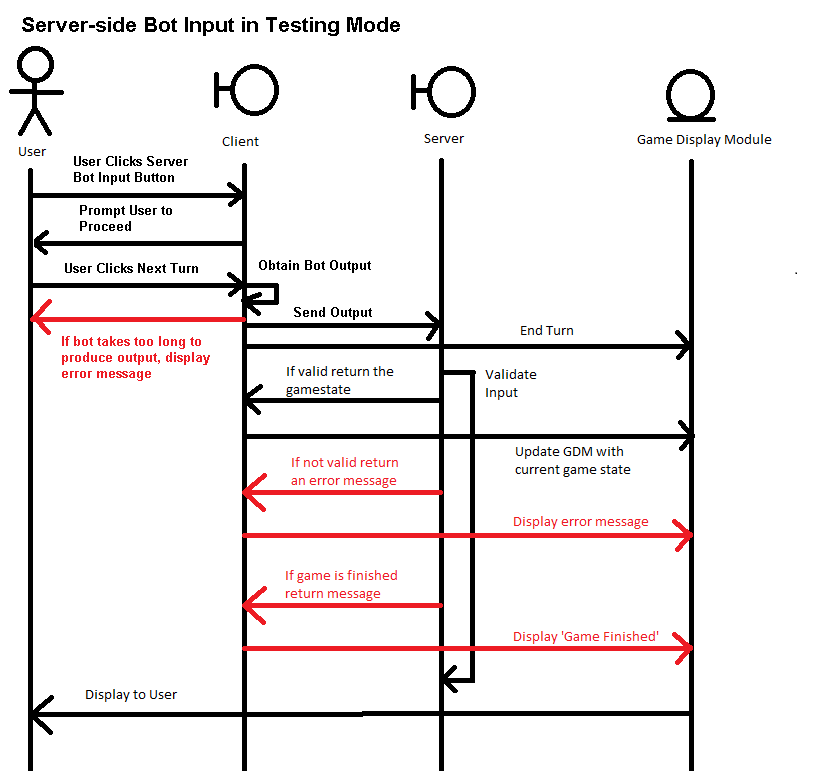 Server-side Bot Input in Testing Mode
User
Client
Server
Game Display Module
User Clicks Server
Bot Input Button
Prompt User to
Proceed
User Clicks Next Turn
Obtain Bot Output
Send Output
If bot takes too long to
produce output, display
error message
End Turn
If valid return the
gamestate
Validate
Input
Update GDM with
current game state
If not valid return
an error message
Display error message
If game is finished
return message
Display 'Game Finished'
Display to User